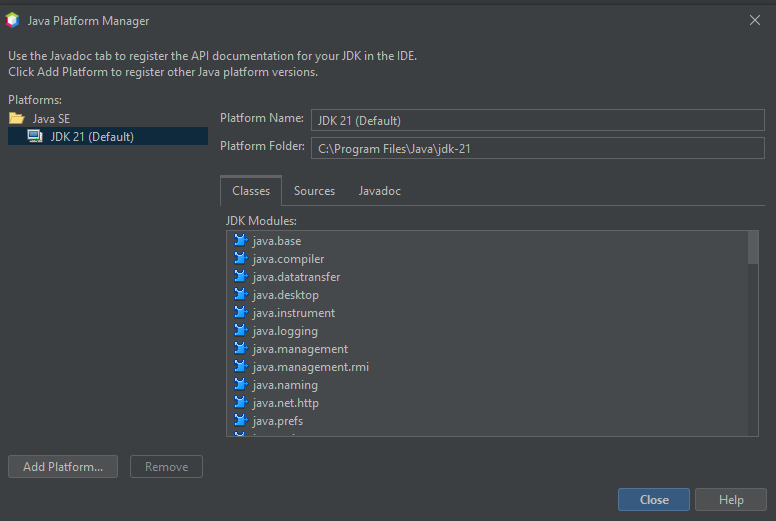 Java Platform Manager
Use the Javadoc tab to register the API documentation for your JDK in the IDE.
Click Add Platform to register other Java platform versions.
Platforms:
Java SE
JDK 21 (Default)
Platform Name:
JDK 21 (Default)
Platform Folder:
C:\Program Files\Java\jdk-21
Classes
Sources
Javadoc
JDK Modules:
java.base
java.compiler
java.datatransfer
java.desktop
java.instrument
java.logging
java.management
java.management.rmi
java.naming
java.net.http
java.prefs
Add Platform...
Remove
Close
Help